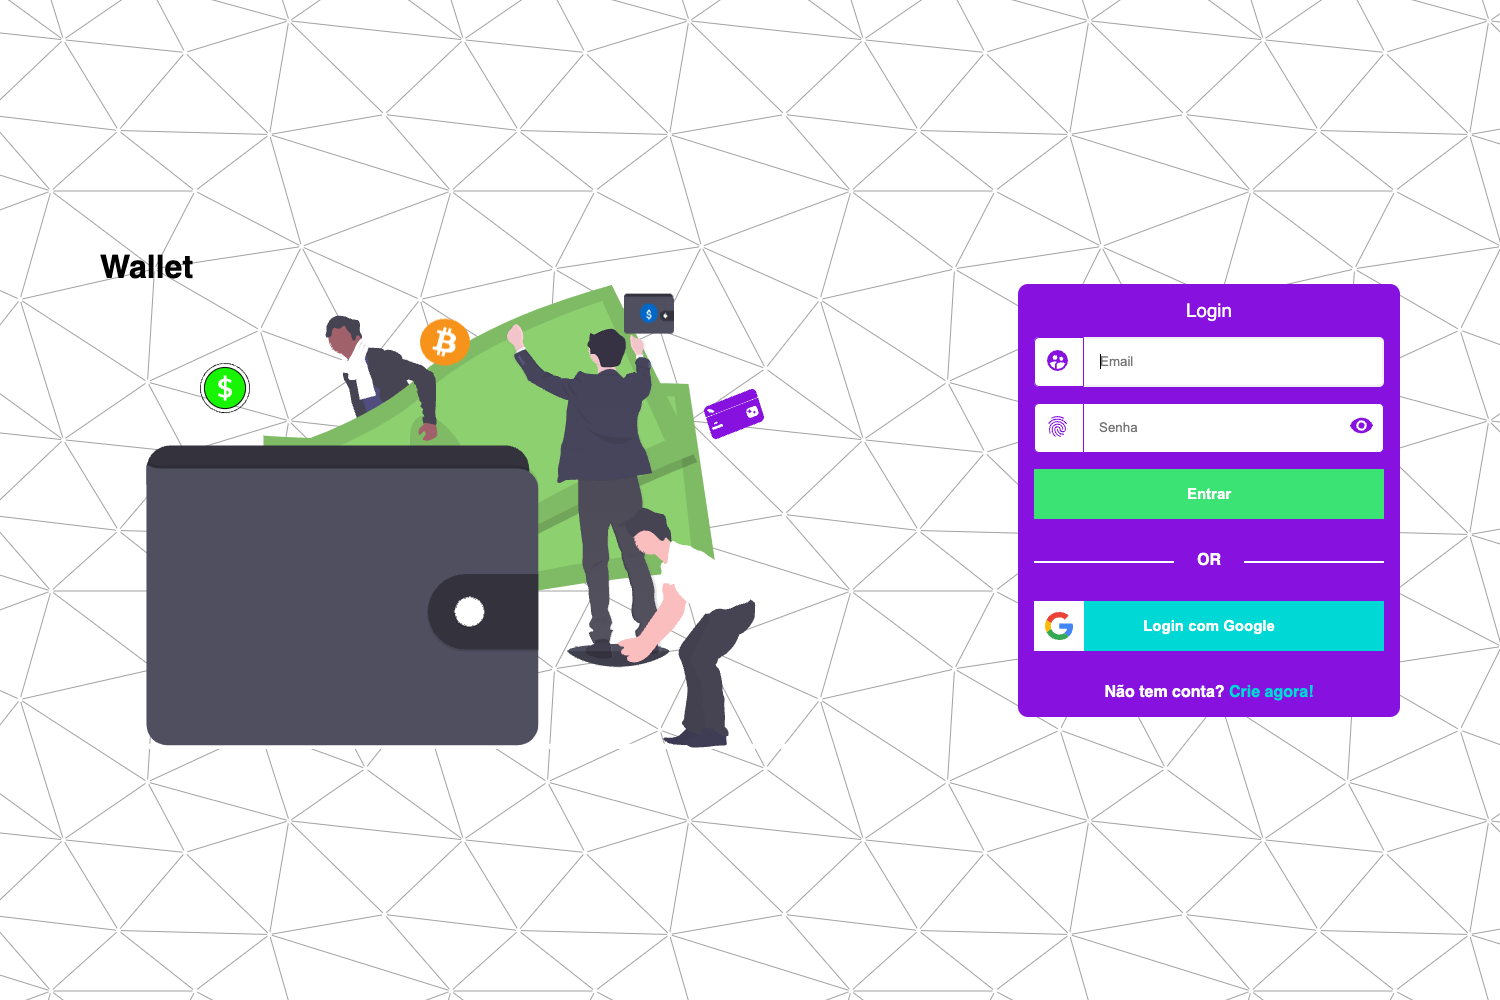 Wallet
Login
Email
Senha
Entrar
OR
Login com Google
Não tem conta? Crie agora!